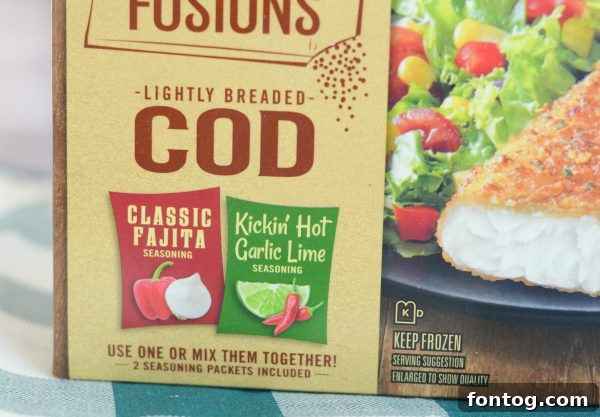 FUSIONS
-LIGHTLY BREADED-
COD
CLASSIC
FAJITA
SEASONING
Kickin' Hot
Garlic Lime
SEASONING
USE ONE OR MIX THEM TOGETHER!
2 SEASONING PACKETS INCLUDED
K D
KEEP FROZEN
SERVING SUGGESTION
ENLARGED TO SHOW QUALITY
fontog.com